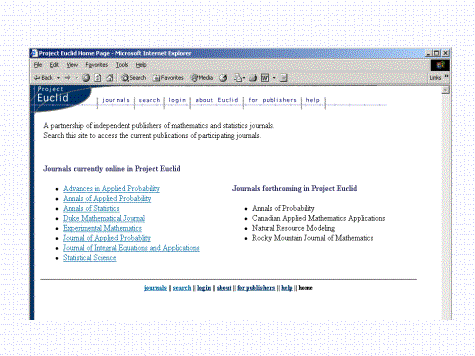 Project Euclid Home Page - Microsoft Internet Explorer
File Edit View Favorites Tools Help
Back Search Favorites Media Links »
Project
Euclid
journals | search | login | about Euclid | for publishers | help |
A partnership of independent publishers of mathematics and statistics journals.
Search this site to access the current publications of participating journals.
Journals currently online in Project Euclid
• Advances in Applied Probability
• Annals of Applied Probability
• Annals of Statistics
• Duke Mathematical Journal
• Experimental Mathematics
• Journal of Applied Probability
• Journal of Integral Equations and Applications
• Statistical Science
Journals forthcoming in Project Euclid
• Annals of Probability
• Canadian Applied Mathematics Applications
• Natural Resource Modeling
• Rocky Mountain Journal of Mathematics
journals || search || login || about || for publishers || help || home